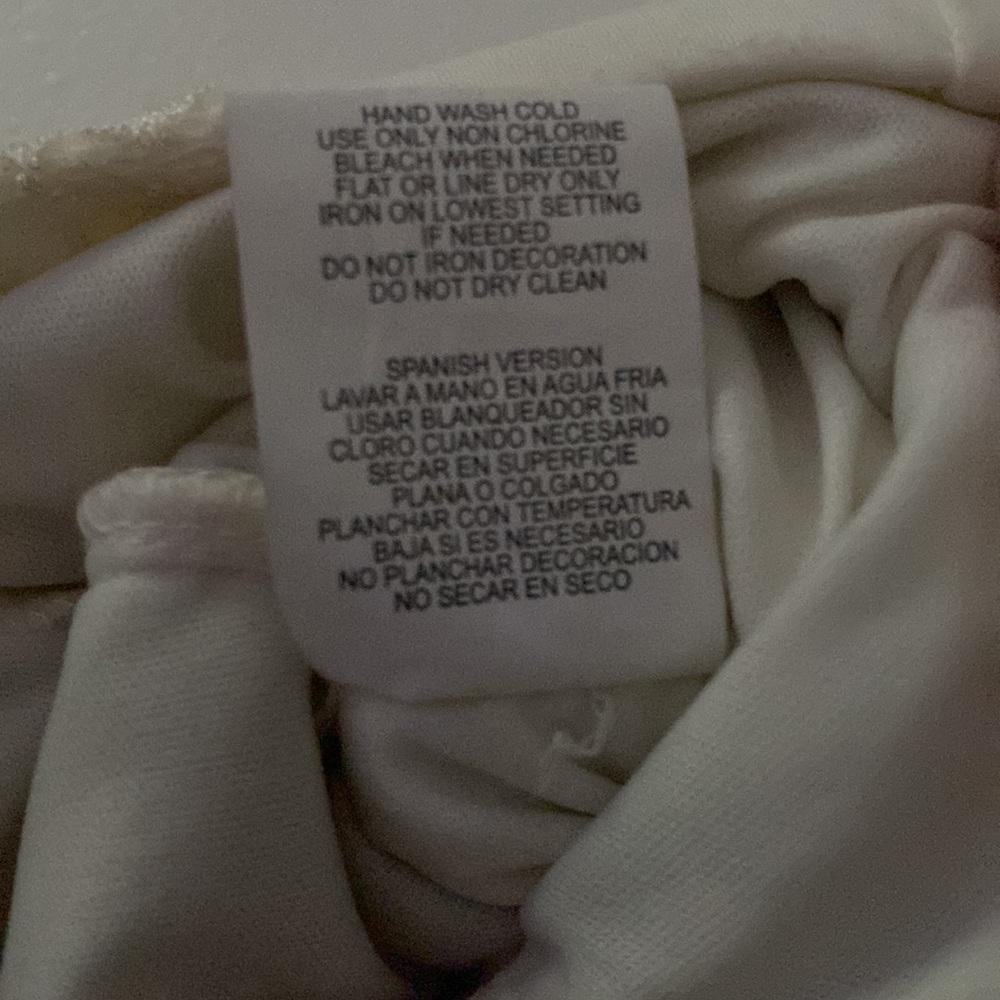 HAND WASH COLD
USE ONLY NON CHLORINE
BLEACH WHEN NEEDED
FLAT OR LINE DRY ONLY
IRON ON LOWEST SETTING
IF NEEDED
DO NOT IRON DECORATION
DO NOT DRY CLEAN
SPANISH VERSION
LAVAR A MANO EN AGUA FRIA
USAR BLANQUEADOR SIN
CLORO CUANDO NECESARIO
SECAR EN SUPERFICIE
PLANA O COLGADO
PLANCHAR CON TEMPERATURA
BAJA SI ES NECESARIO
NO PLANCHAR DECORACION
NO SECAR EN SECO